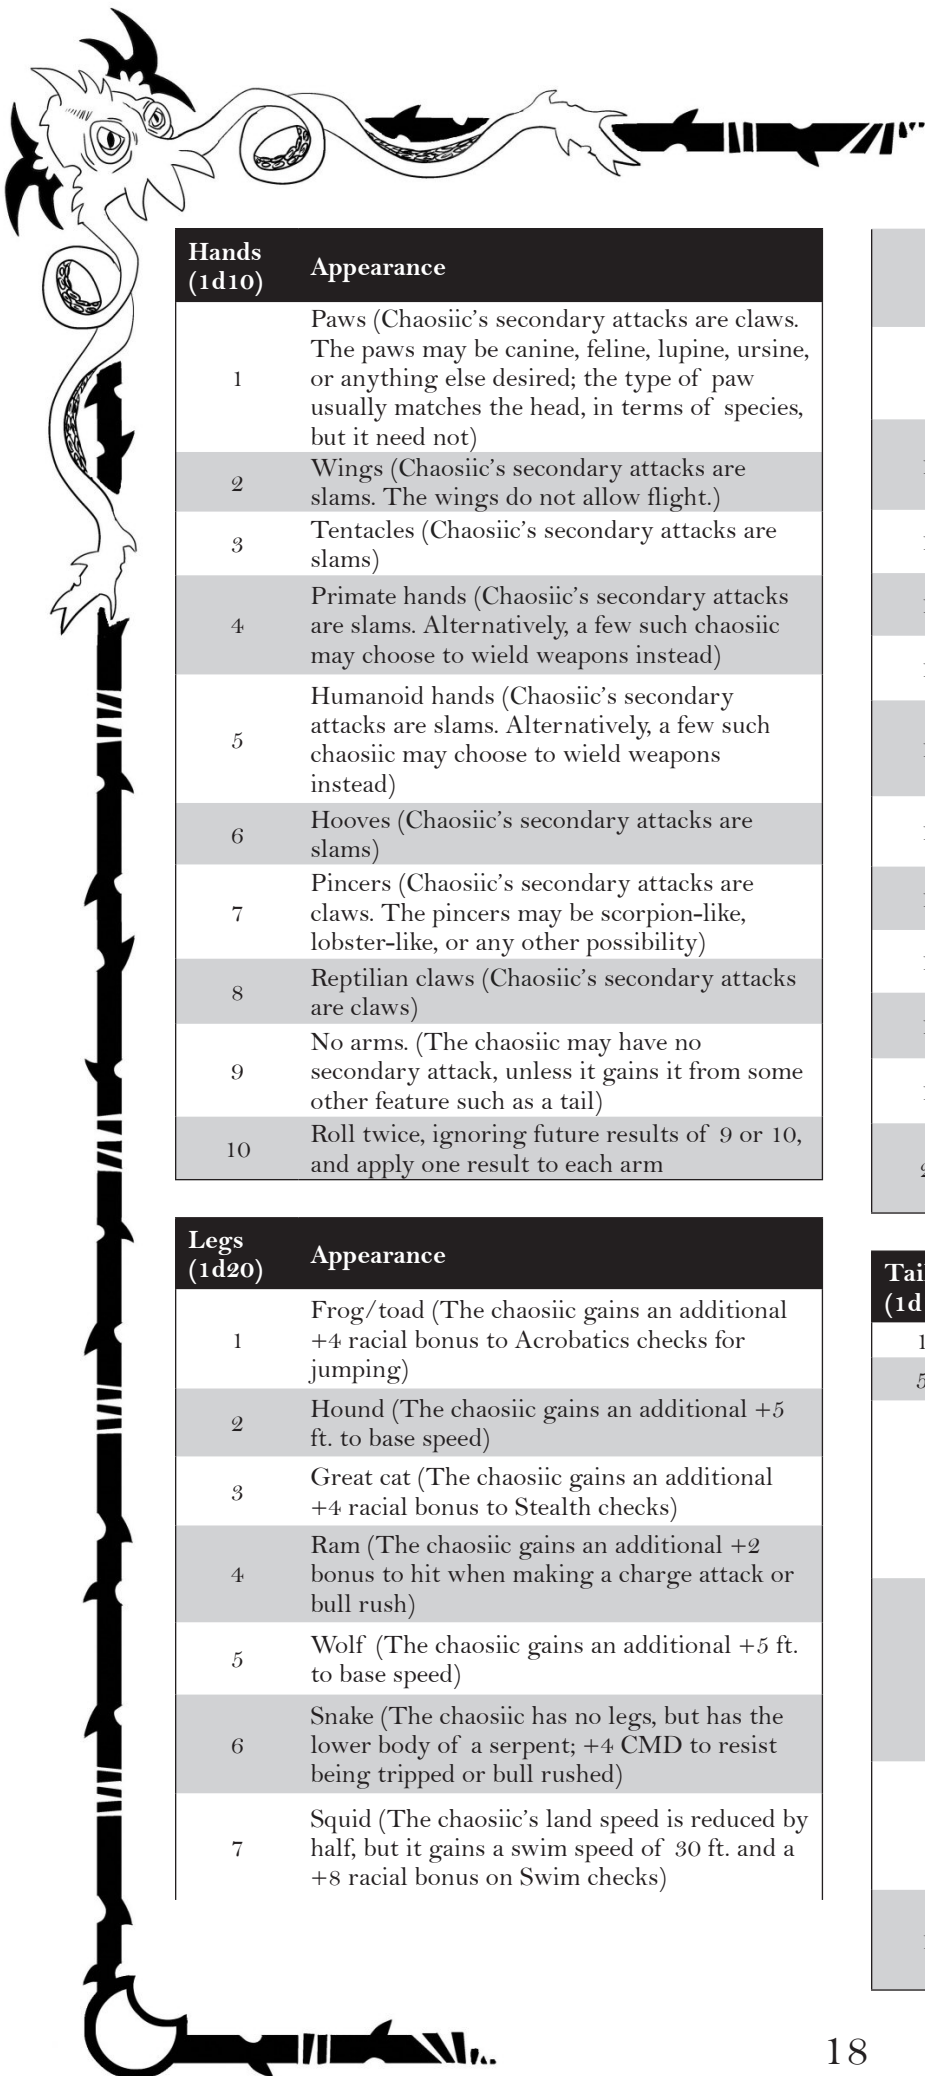 Hands
(1d10)
Appearance
1
Paws (Chaosiic's secondary attacks are claws.
The paws may be canine, feline, lupine, ursine,
or anything else desired; the type of paw
usually matches the head, in terms of species,
but it need not)
2
Wings (Chaosiic's secondary attacks are
slams. The wings do not allow flight.)
3
Tentacles (Chaosiic's secondary attacks are
slams)
4
Primate hands (Chaosiic's secondary attacks
are slams. Alternatively, a few such chaosiic
may choose to wield weapons instead)
5
Humanoid hands (Chaosiic's secondary
attacks are slams. Alternatively, a few such
chaosiic may choose to wield weapons
instead)
6
Hooves (Chaosiic's secondary attacks are
slams)
7
Pincers (Chaosiic's secondary attacks are
claws. The pincers may be scorpion-like,
lobster-like, or any other possibility)
8
Reptilian claws (Chaosiic's secondary attacks
are claws)
9
No arms. (The chaosiic may have no
secondary attack, unless it gains it from some
other feature such as a tail)
10
Roll twice, ignoring future results of 9 or 10,
and apply one result to each arm
Legs
(1d20)
Appearance
1
Frog/toad (The chaosiic gains an additional
+4 racial bonus to Acrobatics checks for
jumping)
2
Hound (The chaosiic gains an additional +5
ft. to base speed)
3
Great cat (The chaosiic gains an additional
+4 racial bonus to Stealth checks)
4
Ram (The chaosiic gains an additional +2
bonus to hit when making a charge attack or
bull rush)
5
Wolf (The chaosiic gains an additional +5 ft.
to base speed)
6
Snake (The chaosiic has no legs, but has the
lower body of a serpent; +4 CMD to resist
being tripped or bull rushed)
7
Squid (The chaosiic's land speed is reduced by
half, but it gains a swim speed of 30 ft. and a
+8 racial bonus on Swim checks)
Tai
(1d
18